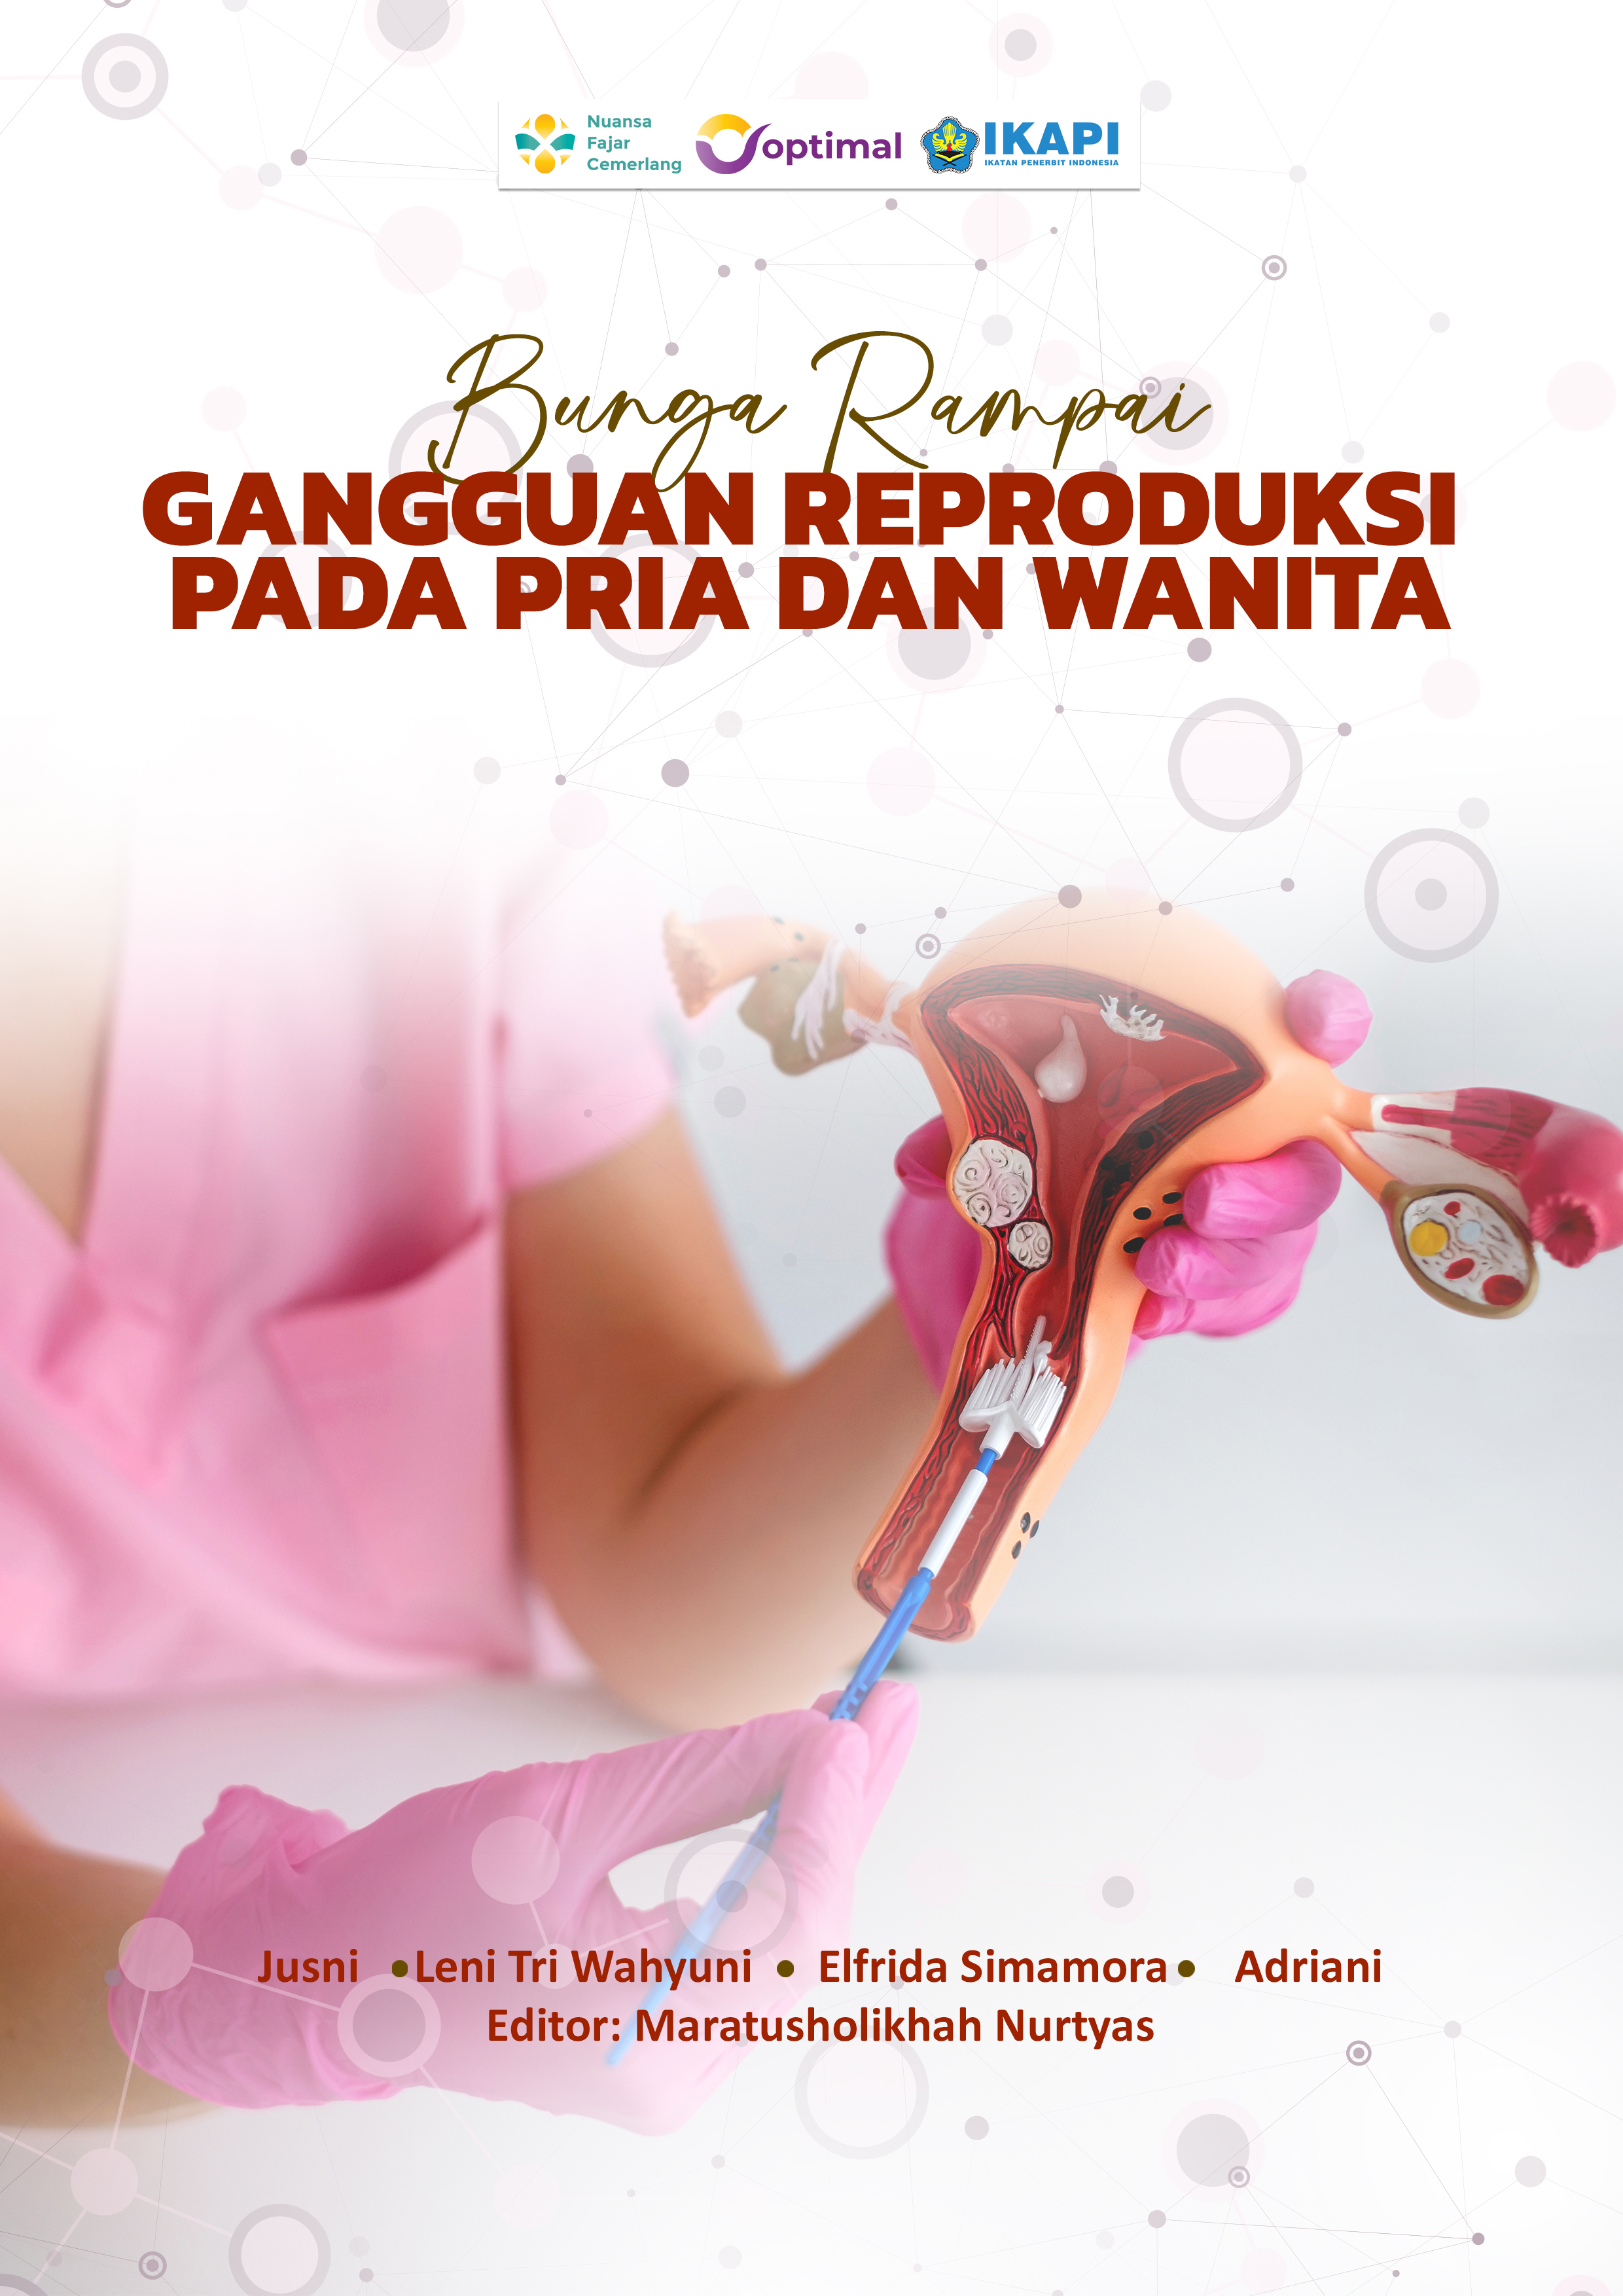 Nuansa
Fajar
Cemerlang
optimal
IKAPI
IKATAN PENERBIT INDONESIA
Bunga Rampai
GANGGUAN REPRODUKSI
PADA PRIA DAN WANITA
Jusni • Leni Tri Wahyuni • Elfrida Simamora • Adriani
Editor: Maratusholikhah Nurtyas